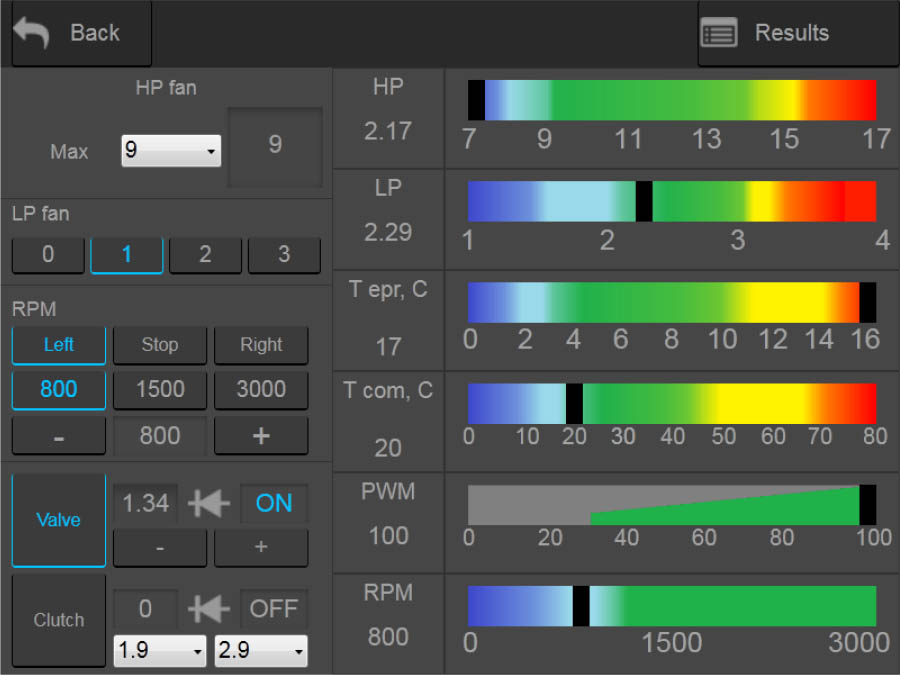 Back
Results
HP fan
Max 9 9
LP fan
0 1 2 3
RPM
Left Stop Right
800 1500 3000
- 800 +
Valve 1.34 ON
- +
Clutch 0 OFF
1.9 2.9
HP
2.17
7 9 11 13 15 17
LP
2.29
1 2 3 4
T epr, C
17
0 2 4 6 8 10 12 14 16
T com, C
20
0 10 20 30 40 50 60 70 80
PWM
100
0 20 40 60 80 100
RPM
800
0 1500 3000